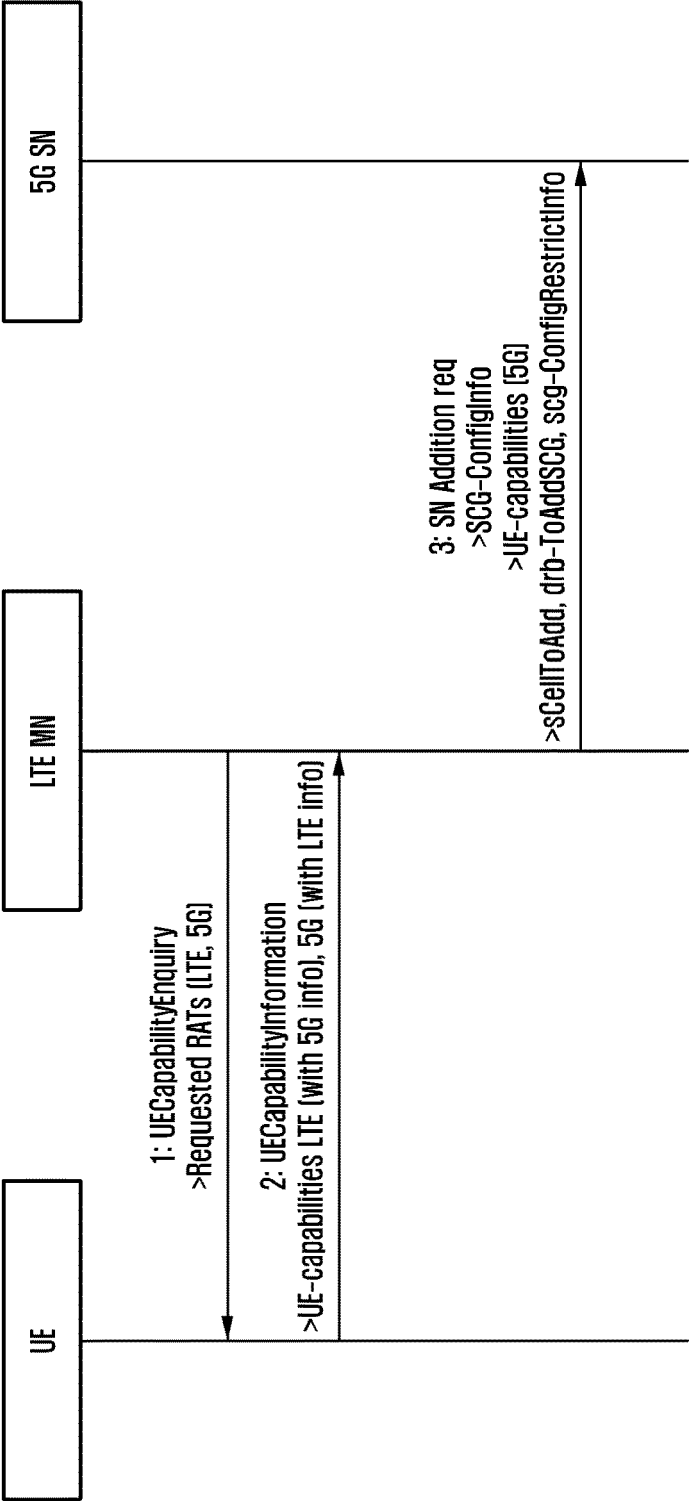 UE
LTE MN
5G SN
1: UECapabilityEnquiry
>Requested RATs (LTE, 5G)
2: UECapabilityInformation
>UE-capabilities LTE (with 5G info), 5G (with LTE info)
3: SN Addition req
>SCG-ConfigInfo
>UE-capabilities (5G)
>sCellToAdd, drb-ToAddSCG, scg-ConfigRestrictInfo